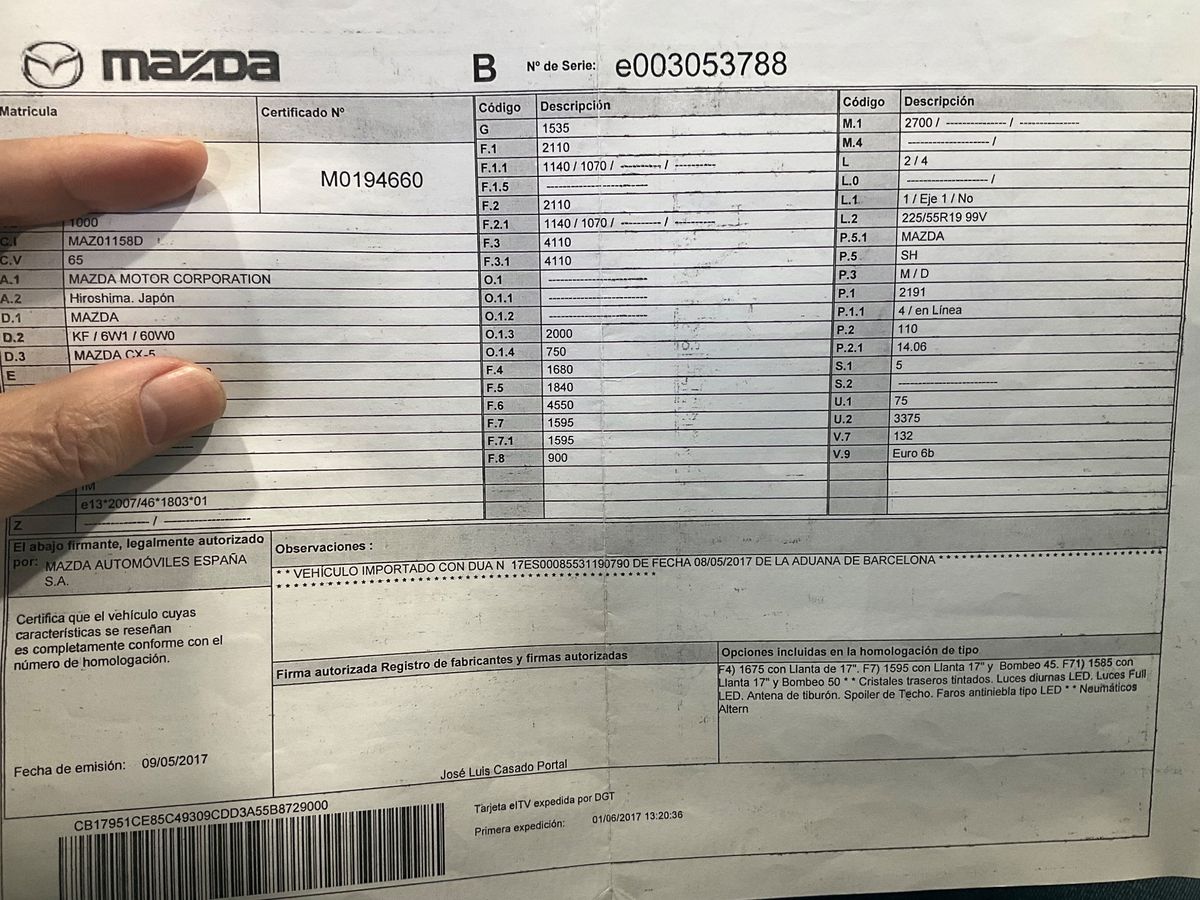 mazda
B Nº de Serie: e003053788
Matricula
Certificado Nº
M0194660
1000
C.I MAZ01158D
C.V 65
A.1 MAZDA MOTOR CORPORATION
A.2 Hiroshima. Japón
D.1 MAZDA
D.2 KF / 6W1 / 60W0
D.3 MAZDA CX-5
E
e13*2007/46*1803*01
Z --------------- / --------------------
Código Descripción
G 1535
F.1 2110
F.1.1 1140 / 1070 / ---------- / ----------
F.1.5 -------------------------
F.2 2110
F.2.1 1140 / 1070 / ---------- / ----------
F.3 4110
F.3.1 4110
O.1 -------------------------
O.1.1 -------------------------
O.1.2 -------------------------
O.1.3 2000
O.1.4 750
F.4 1680
F.5 1840
F.6 4550
F.7 1595
F.7.1 1595
F.8 900
Código Descripción
M.1 2700 / --------------- / ---------------
M.4 -------------------- /
L 2 / 4
L.0 -------------------- /
L.1 1 / Eje 1 / No
L.2 225/55R19 99V
P.5.1 MAZDA
P.5 SH
P.3 M / D
P.1 2191
P.1.1 4 / en Línea
P.2 110
P.2.1 14.06
S.1 5
S.2 -------------------------
U.1 75
U.2 3375
V.7 132
V.9 Euro 6b
El abajo firmante, legalmente autorizado
por: MAZDA AUTOMÓVILES ESPAÑA
S.A.
Certifica que el vehículo cuyas
características se reseñan
es completamente conforme con el
número de homologación.
Fecha de emisión: 09/05/2017
Observaciones :
* * VEHÍCULO IMPORTADO CON DUA N 17ES00085531190790 DE FECHA 08/05/2017 DE LA ADUANA DE BARCELONA * * * * * * * * * * * * * * * * * * * * * * * * * * * *
* * * * * * * * * * * * * * * * * * * * * * * * * * * * * * * * * * * * * * * * * * * * * * *
Firma autorizada Registro de fabricantes y firmas autorizadas
José Luis Casado Portal
Opciones incluidas en la homologación de tipo
F4) 1675 con Llanta de 17". F7) 1595 con Llanta 17" y Bombeo 45. F71) 1585 con
Llanta 17" y Bombeo 50 * * Cristales traseros tintados. Luces diurnas LED. Luces Full
LED. Antena de tiburón. Spoiler de Techo. Faros antiniebla tipo LED * * Neumáticos
Altern
CB17951CE85C49309CDD3A55B8729000
Tarjeta eITV expedida por DGT
Primera expedición: 01/06/2017 13:20:36